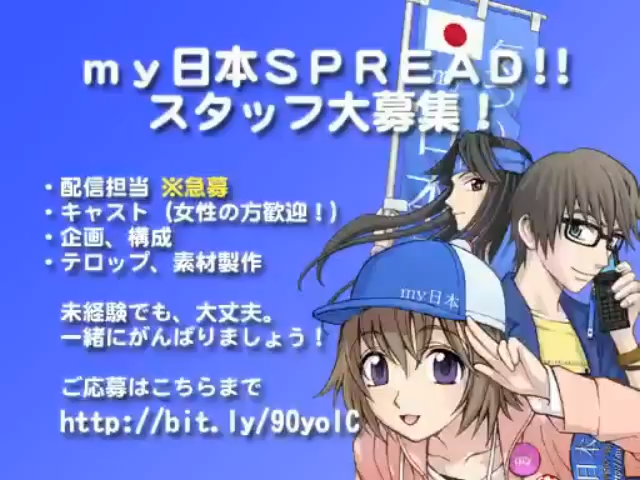 ｍｙ日本ＳＰＲＥＡＤ!!
スタッフ大募集！
・配信担当 ※急募
・キャスト（女性の方歓迎！）
・企画、構成
・テロップ、素材製作
未経験でも、大丈夫。
一緒にがんばりましょう！
ご応募はこちらまで
http://bit.ly/90yolC
my日本
日本